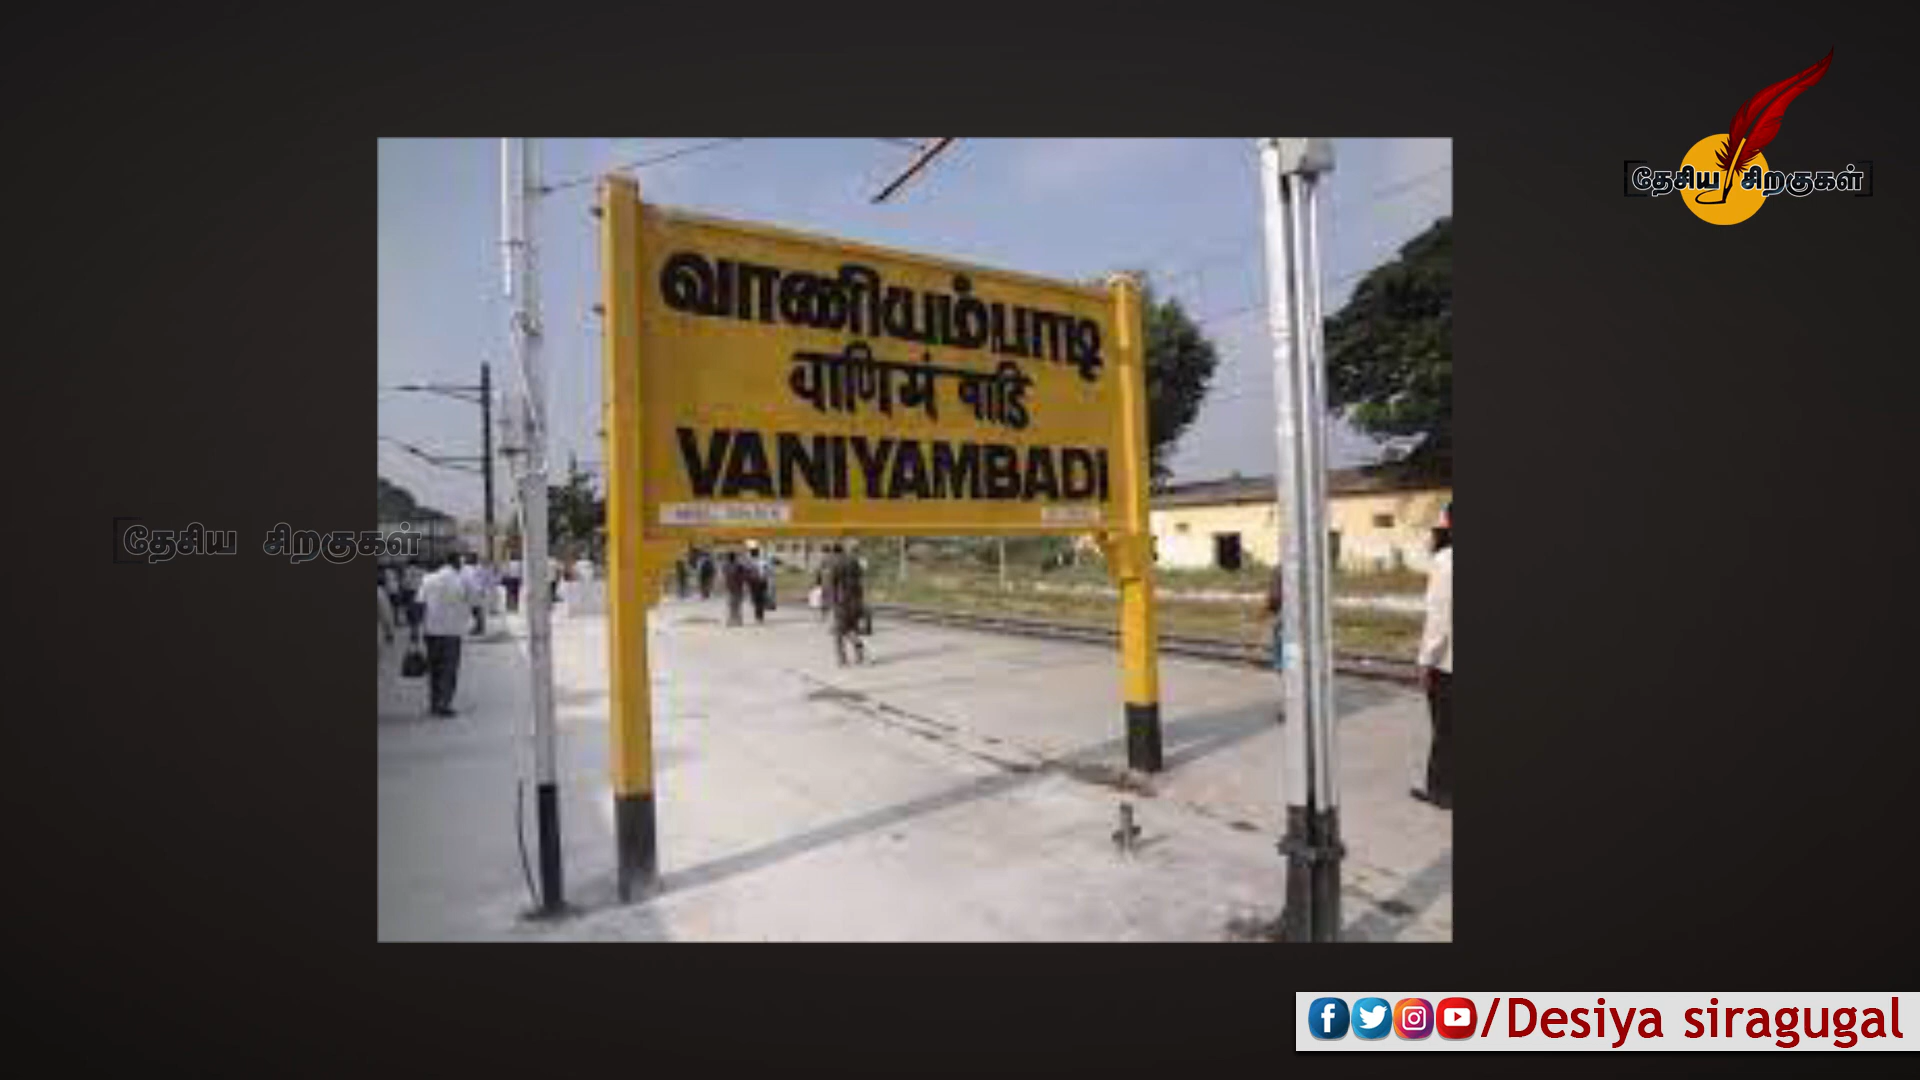 தேசிய சிறகுகள்
வாணியம்பாடி
वाणियं वाडि
VANIYAMBADI
தேசிய சிறகுகள்
/Desiya siragugal